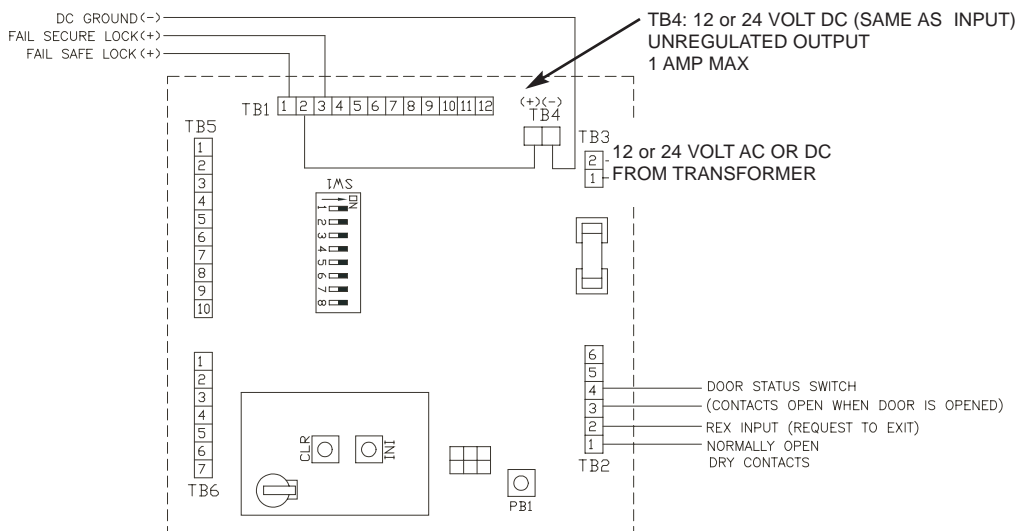 DC GROUND(-)
FAIL SECURE LOCK(+)
FAIL SAFE LOCK(+)
TB4: 12 or 24 VOLT DC (SAME AS INPUT)
UNREGULATED OUTPUT
1 AMP MAX
TB1 1 2 3 4 5 6 7 8 9 10 11 12
(+)(-)
TB4
TB3
2
1
12 or 24 VOLT AC OR DC
FROM TRANSFORMER
TB5
1
2
3
4
5
6
7
8
9
10
SW1
ON
1
2
3
4
5
6
7
8
1
2
3
4
5
6
7
TB6
CLR
INI
PB1
6
5
4
3
2
1
TB2
DOOR STATUS SWITCH
(CONTACTS OPEN WHEN DOOR IS OPENED)
REX INPUT (REQUEST TO EXIT)
NORMALLY OPEN
DRY CONTACTS